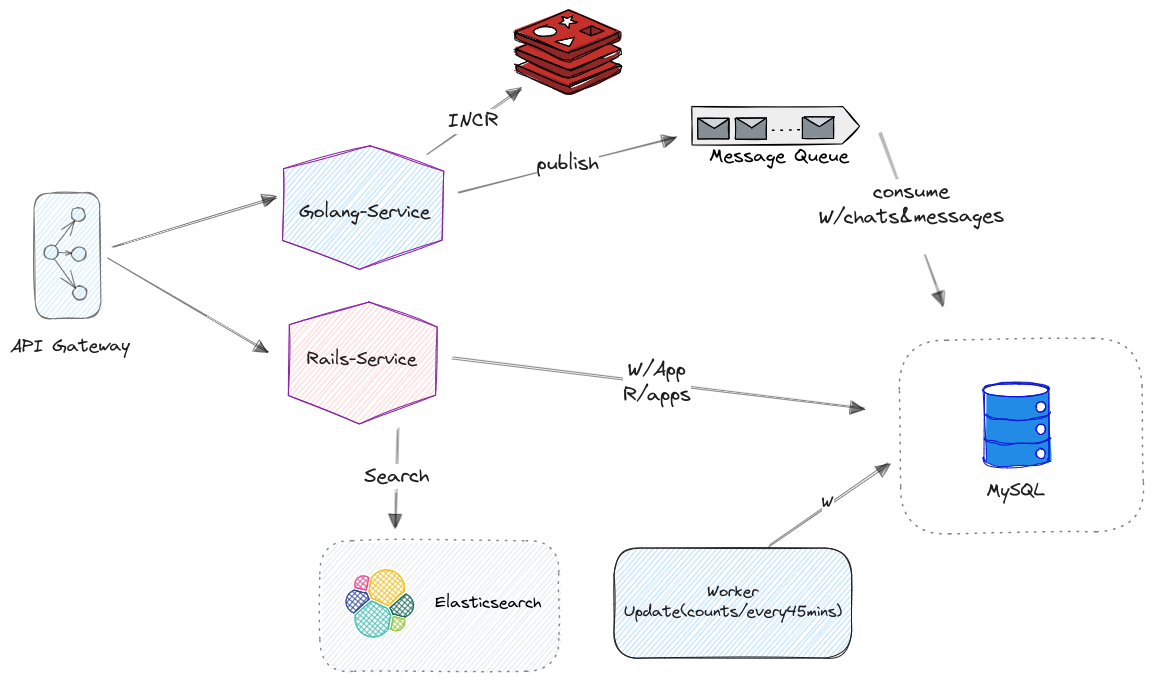 INCR
publish
Message Queue
consume
W/chats&messages
Golang-Service
API Gateway
Rails-Service
W/App
R/apps
Search
MySQL
W
Elasticsearch
Worker
Update(counts/every45mins)